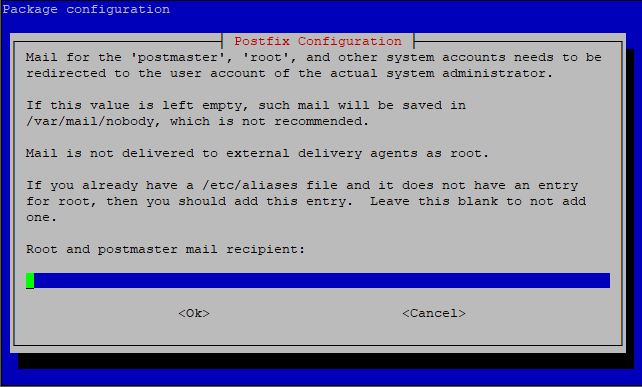 Package configuration
Postfix Configuration
Mail for the 'postmaster', 'root', and other system accounts needs to be
redirected to the user account of the actual system administrator.
If this value is left empty, such mail will be saved in
/var/mail/nobody, which is not recommended.
Mail is not delivered to external delivery agents as root.
If you already have a /etc/aliases file and it does not have an entry
for root, then you should add this entry.  Leave this blank to not add
one.
Root and postmaster mail recipient:
<Ok> <Cancel>